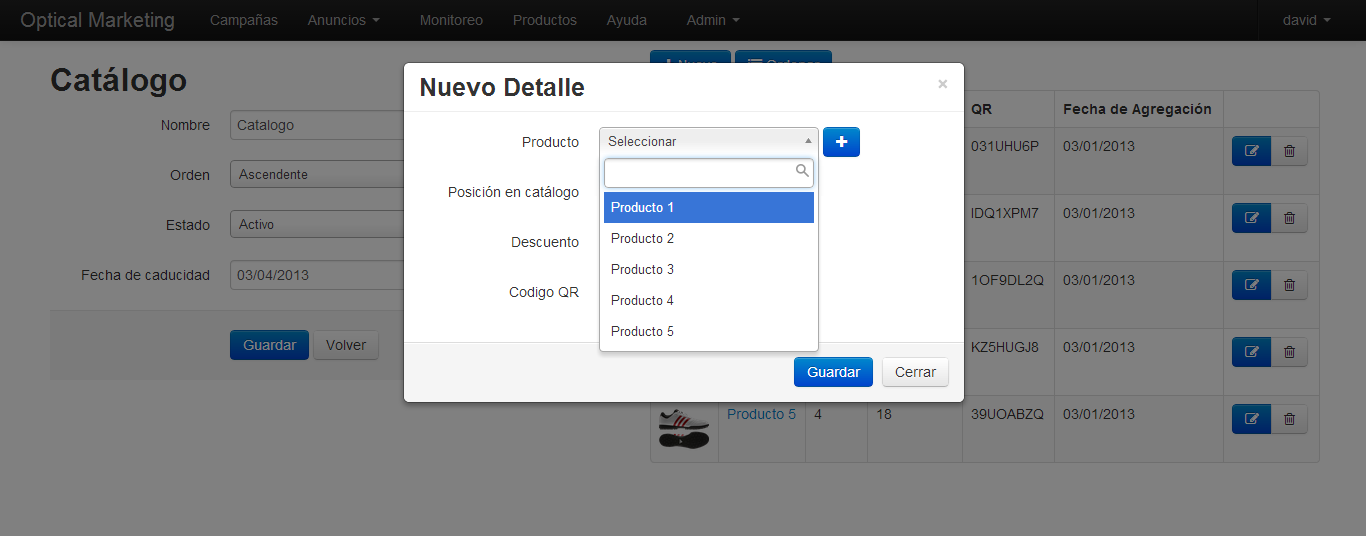 Optical Marketing Campañas Anuncios Monitoreo Productos Ayuda Admin david
Catálogo
Nombre Catalogo
Orden Ascendente
Estado Activo
Fecha de caducidad 03/04/2013
Guardar Volver
Nuevo Detalle ×
Producto Seleccionar
Posición en catálogo
Descuento
Codigo QR
Producto 1
Producto 2
Producto 3
Producto 4
Producto 5
Guardar Cerrar
QR Fecha de Agregación
031UHU6P 03/01/2013
IDQ1XPM7 03/01/2013
1OF9DL2Q 03/01/2013
KZ5HUGJ8 03/01/2013
Producto 5 4 18 39UOABZQ 03/01/2013